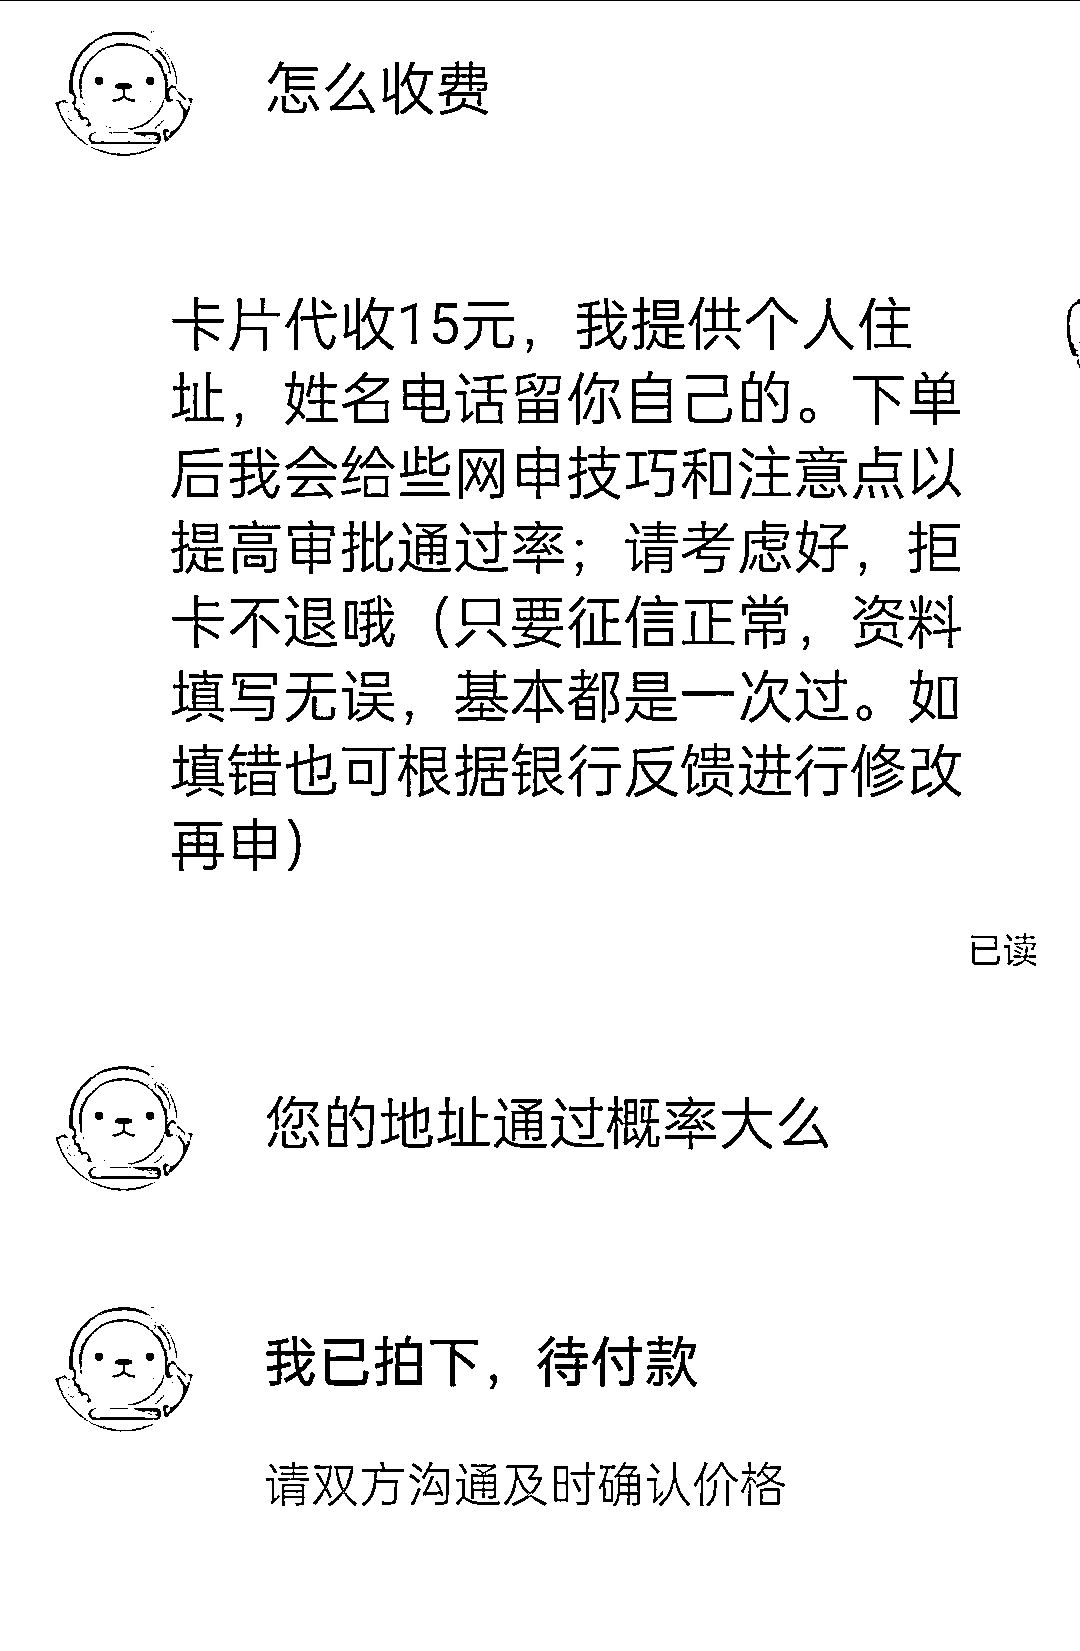 怎么收费
卡片代收15元，我提供个人住
址，姓名电话留你自己的。下单
后我会给些网申技巧和注意点以
提高审批通过率；请考虑好，拒
卡不退哦（只要征信正常，资料
填写无误，基本都是一次过。如
填错也可根据银行反馈进行修改
再申）
已读
您的地址通过概率大么
我已拍下，待付款
请双方沟通及时确认价格